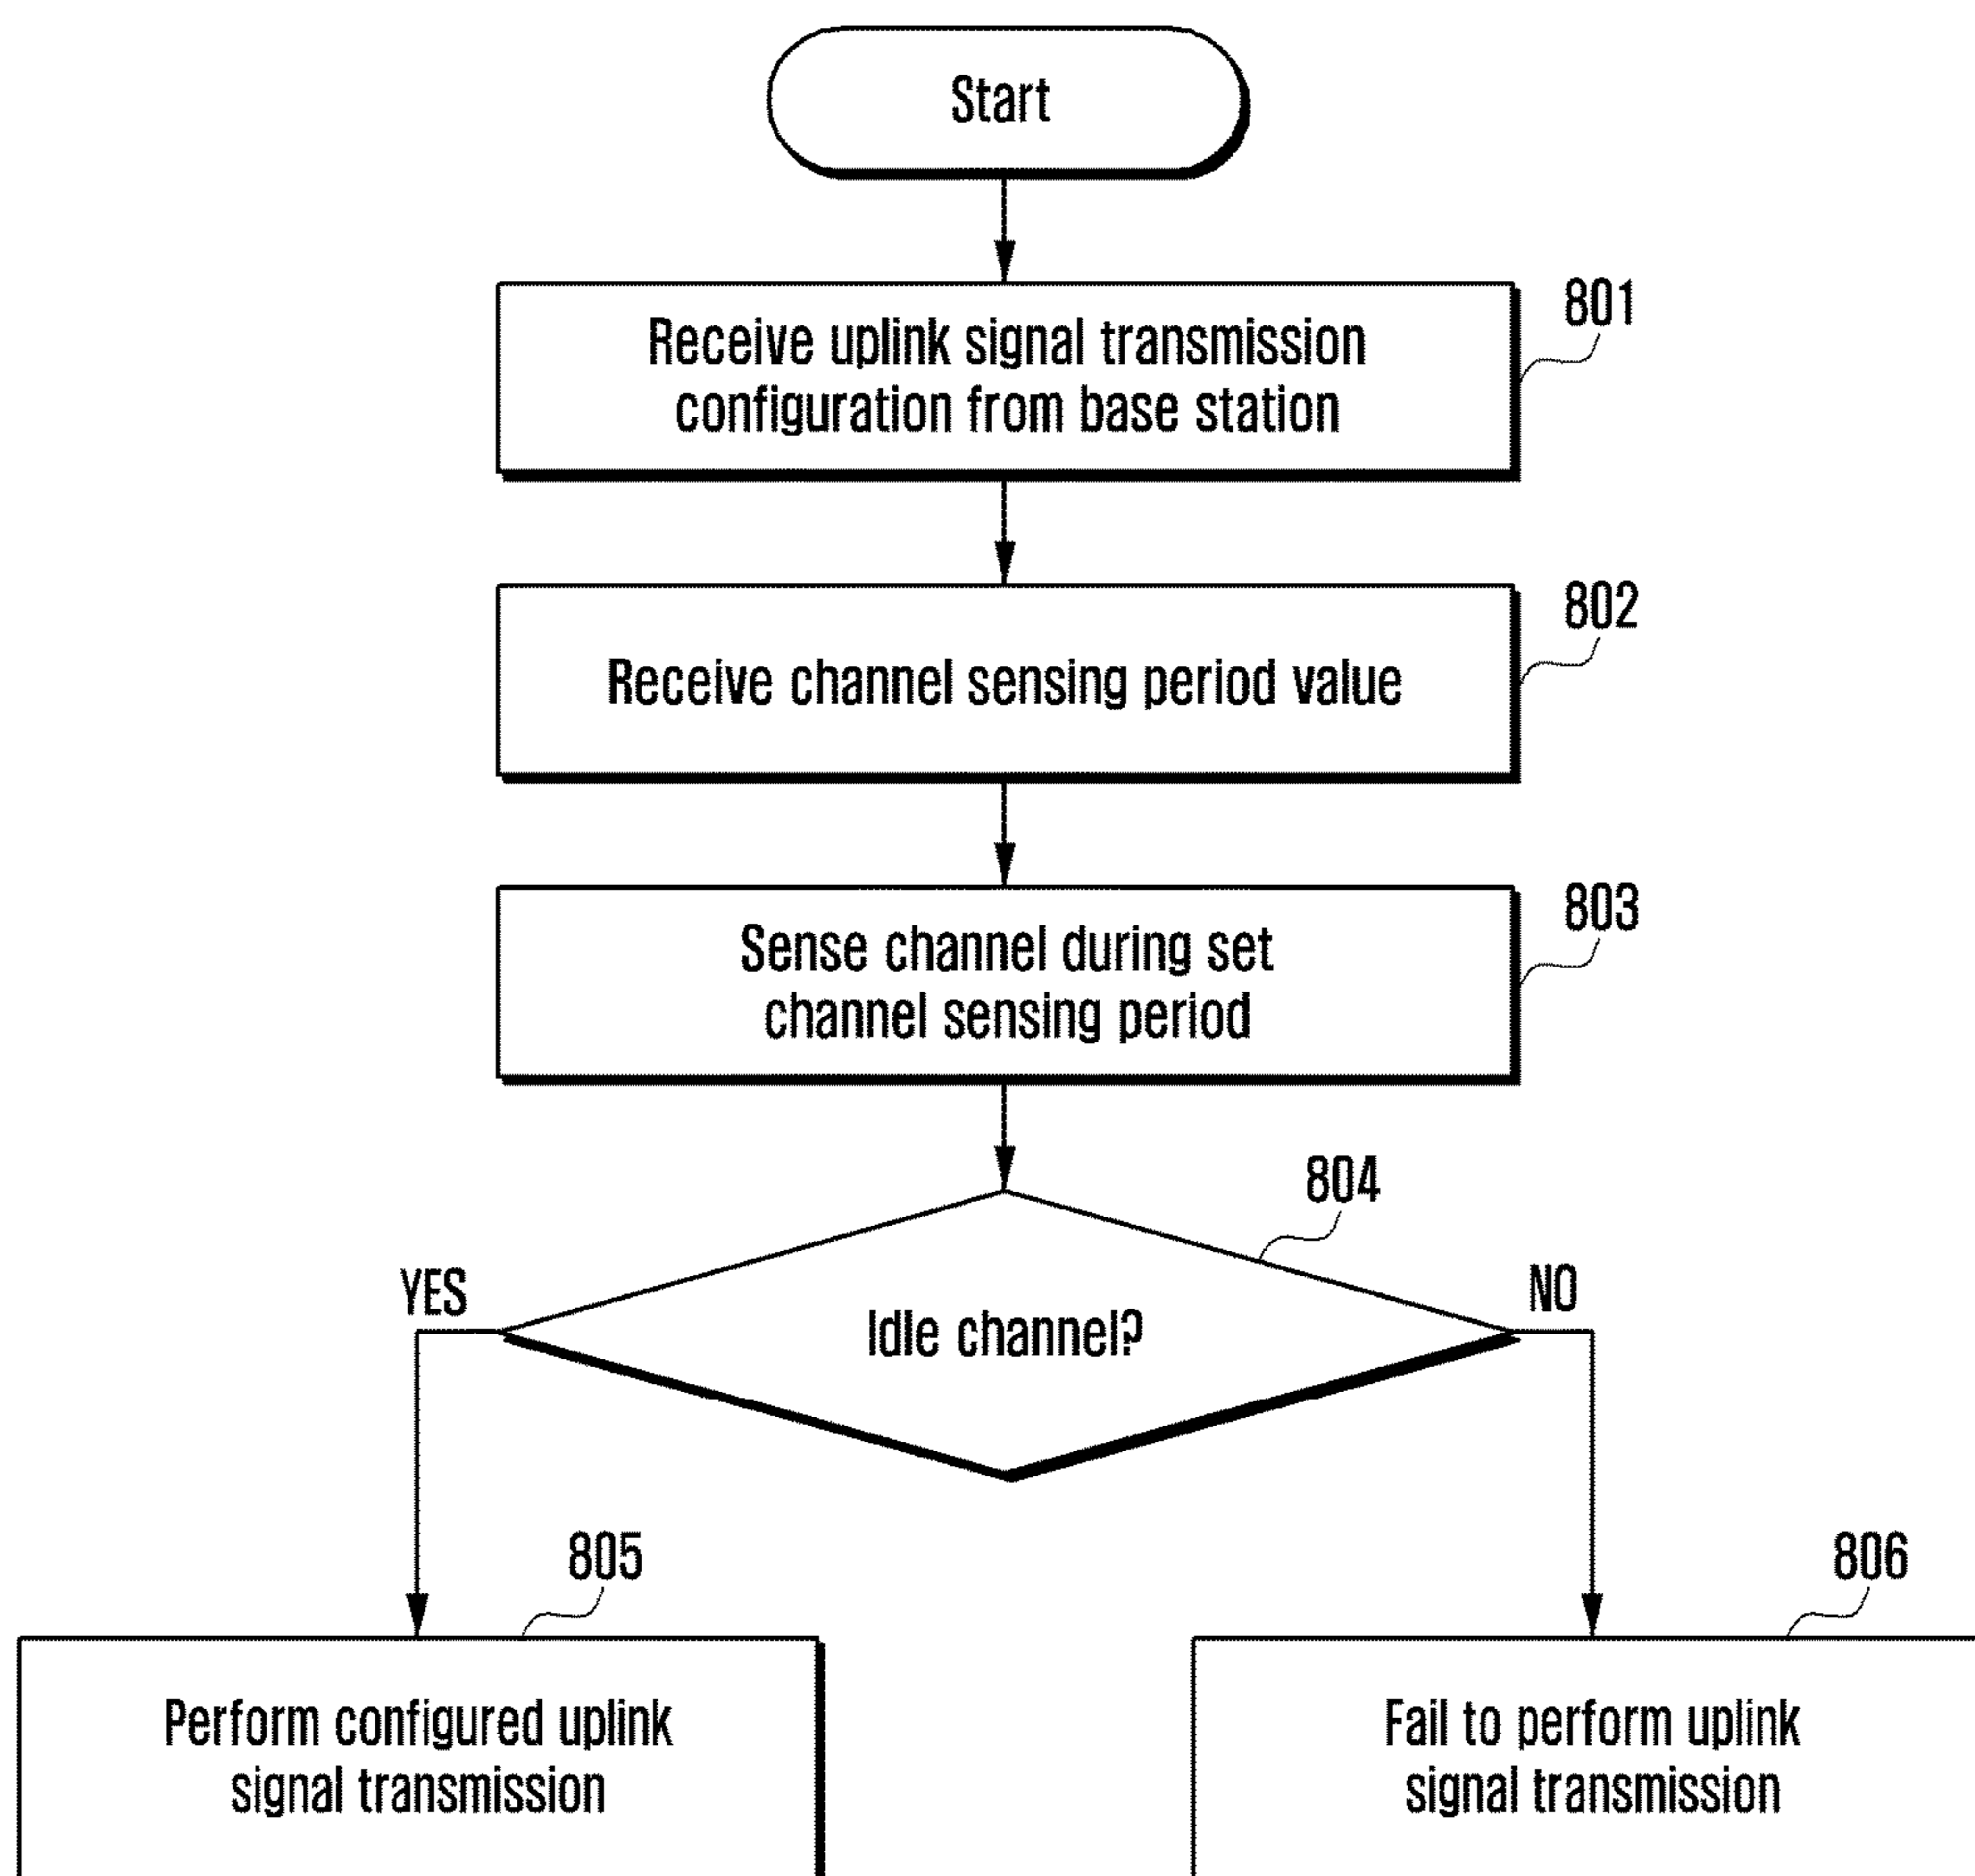 Start
801
Receive uplink signal transmission
configuration from base station
802
Receive channel sensing period value
803
Sense channel during set
channel sensing period
804
YES
NO
Idle channel?
805
806
Perform configured uplink
signal transmission
Fail to perform uplink
signal transmission